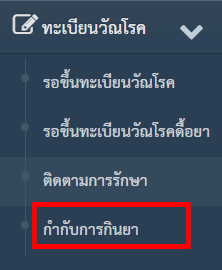 ทะเบียนวัณโรค
รอขึ้นทะเบียนวัณโรค
รอขึ้นทะเบียนวัณโรคดื้อยา
ติดตามการรักษา
กำกับการกินยา